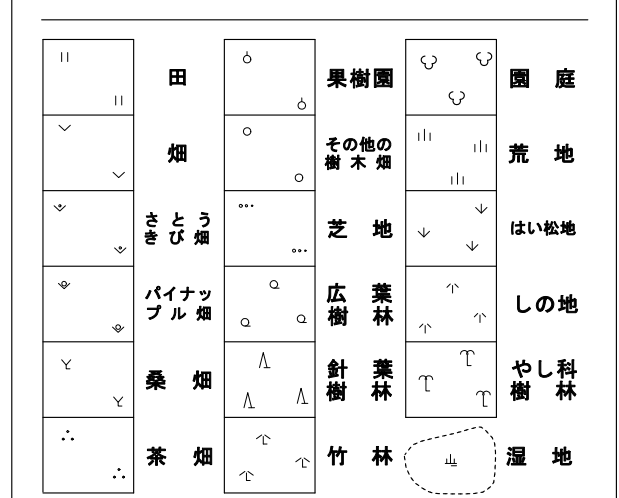 田
畑
さとう
きび畑
パイナッ
プル畑
桑畑
茶畑
果樹園
その他の
樹木畑
芝地
広葉
樹林
針葉
樹林
竹林
園庭
荒地
はい松地
しの地
やし科
樹林
湿地